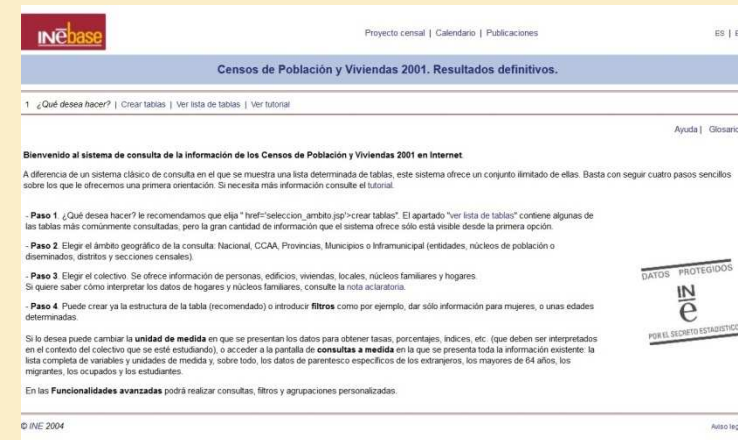 INEbase
Proyecto censal | Calendario | Publicaciones
ES |
Censos de Población y Viviendas 2001. Resultados definitivos.
1 ¿Qué desea hacer? | Crear tablas | Ver lista de tablas | Ver tutorial
Ayuda | Glosario
Bienvenido al sistema de consulta de la información de los Censos de Población y Viviendas 2001 en Internet
A diferencia de un sistema clásico de consulta en el que se muestra una lista determinada de tablas, este sistema ofrece un conjunto ilimitado de ellas. Basta con seguir cuatro pasos sencillos
sobre los que le ofrecemos una primera orientación. Si necesita más información consulte el tutorial.
- Paso 1. ¿Qué desea hacer? le recomendamos que elija " href='seleccion_ambito.jsp'>crear tablas". El apartado "ver lista de tablas" contiene algunas de
las tablas más comúnmente consultadas, pero la gran cantidad de información que el sistema ofrece sólo está visible desde la primera opción.
- Paso 2. Elegir el ámbito geográfico de la consulta: Nacional, CCAA, Provincias, Municipios o Inframunicipal (entidades, núcleos de población o
diseminados, distritos y secciones censales).
- Paso 3. Elegir el colectivo. Se ofrece información de personas, edificios, viviendas, locales, núcleos familiares y hogares.
Si quiere saber cómo interpretar los datos de hogares y núcleos familiares, consulte la nota aclaratoria.
- Paso 4. Puede crear ya la estructura de la tabla (recomendado) o introducir filtros como por ejemplo, dar sólo información para mujeres, o unas edades
determinadas.
DATOS PROTEGIDOS
INE
POR EL SECRETO ESTADÍSTICO
Si lo desea puede cambiar la unidad de medida en que se presentan los datos para obtener tasas, porcentajes, índices, etc. (que deben ser interpretados
en el contexto del colectivo que se esté estudiando), o acceder a la pantalla de consultas a medida en la que se presenta toda la información existente: la
lista completa de variables y unidades de medida y, sobre todo, los datos de parentesco específicos de los extranjeros, los mayores de 64 años, los
migrantes, los ocupados y los estudiantes.
En las Funcionalidades avanzadas podrá realizar consultas, filtros y agrupaciones personalizadas.
© INE 2004
Aviso leg